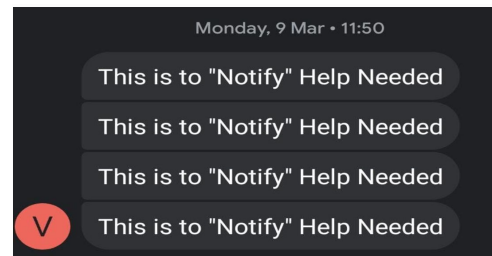 Monday, 9 Mar • 11:50
This is to "Notify" Help Needed
This is to "Notify" Help Needed
This is to "Notify" Help Needed
This is to "Notify" Help Needed
V